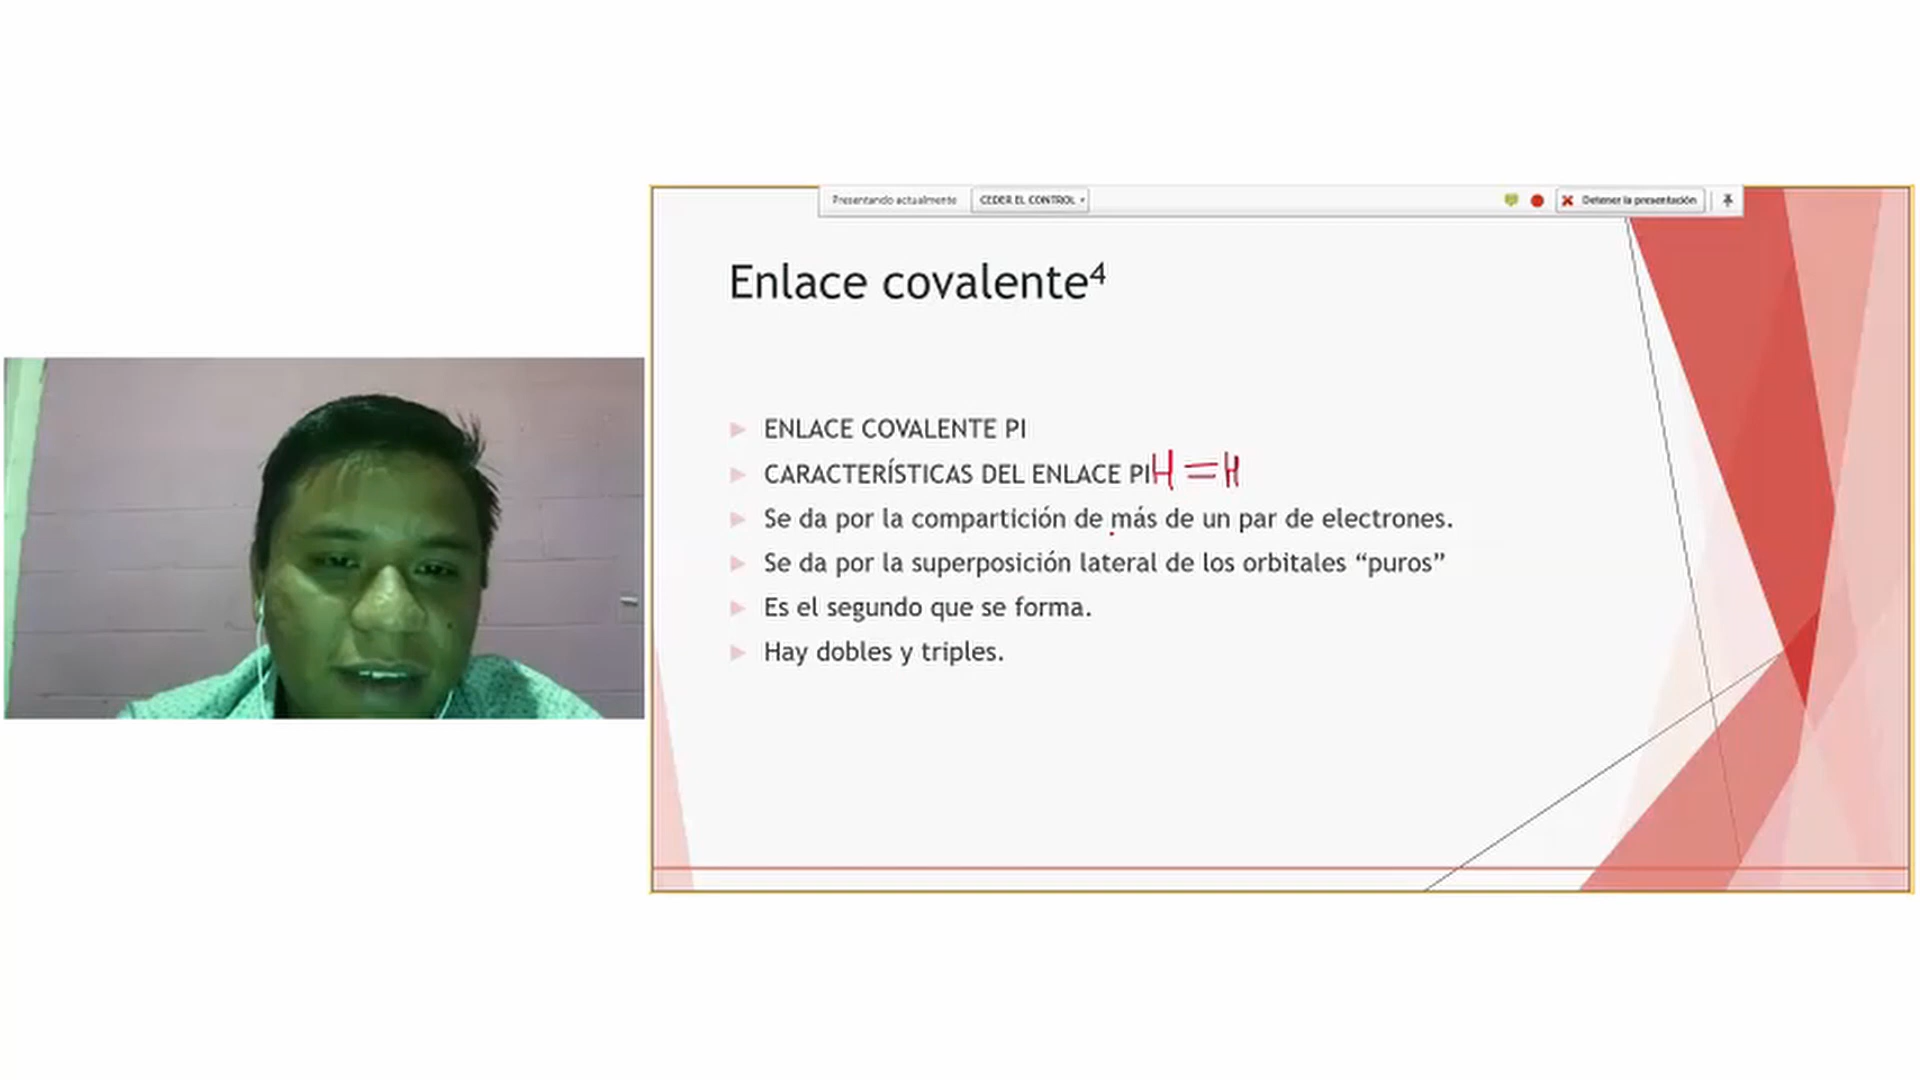 Presentando actualmente CEDER EL CONTROL Detener la presentación
Enlace covalente⁴
ENLACE COVALENTE PI
CARACTERÍSTICAS DEL ENLACE PI H = H
Se da por la compartición de más de un par de electrones.
Se da por la superposición lateral de los orbitales “puros”
Es el segundo que se forma.
Hay dobles y triples.